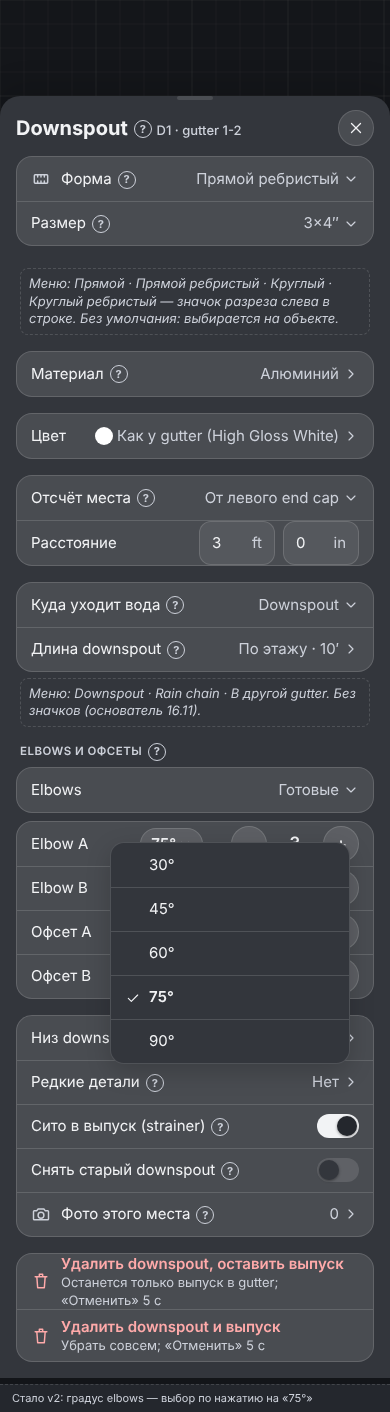 Downspout ? D1 · gutter 1-2
Форма ? Прямой ребристый
Размер ? 3×4″
Меню: Прямой · Прямой ребристый · Круглый ·
Круглый ребристый — значок разреза слева в
строке. Без умолчания: выбирается на объекте.
Материал ? Алюминий
Цвет Как у gutter (High Gloss White)
Отсчёт места ? От левого end cap
Расстояние 3 ft 0 in
Куда уходит вода ? Downspout
Длина downspout ? По этажу · 10′
Меню: Downspout · Rain chain · В другой gutter. Без
значков (основатель 16.11).
ELBOWS И ОФСЕТЫ ?
Elbows Готовые
Elbow A
30°
Elbow B
45°
Офсет A
60°
Офсет B
75°
90°
Низ downs
Редкие детали ? Нет
Сито в выпуск (strainer) ?
Снять старый downspout ?
Фото этого места ? 0
Удалить downspout, оставить выпуск
Останется только выпуск в gutter;
«Отменить» 5 с
Удалить downspout и выпуск
Убрать совсем; «Отменить» 5 с
Стало v2: градус elbows — выбор по нажатию на «75°»